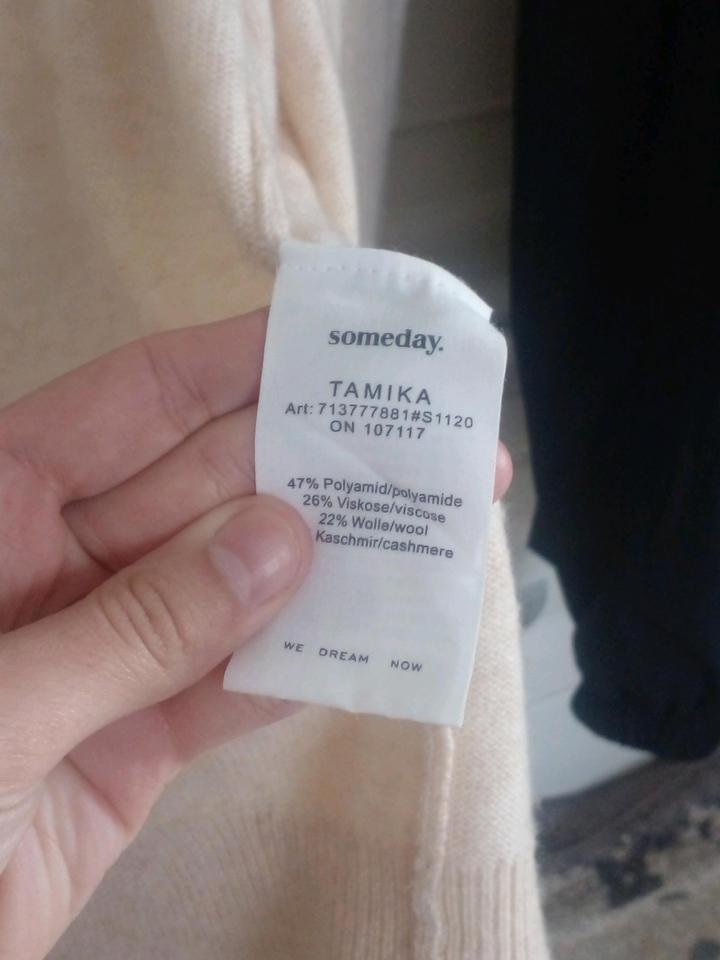 someday.
TAMIKA
Art: 713777881#S1120
ON 107117
47% Polyamid/polyamide
26% Viskose/viscose
22% Wolle/wool
Kaschmir/cashmere
WE DREAM NOW